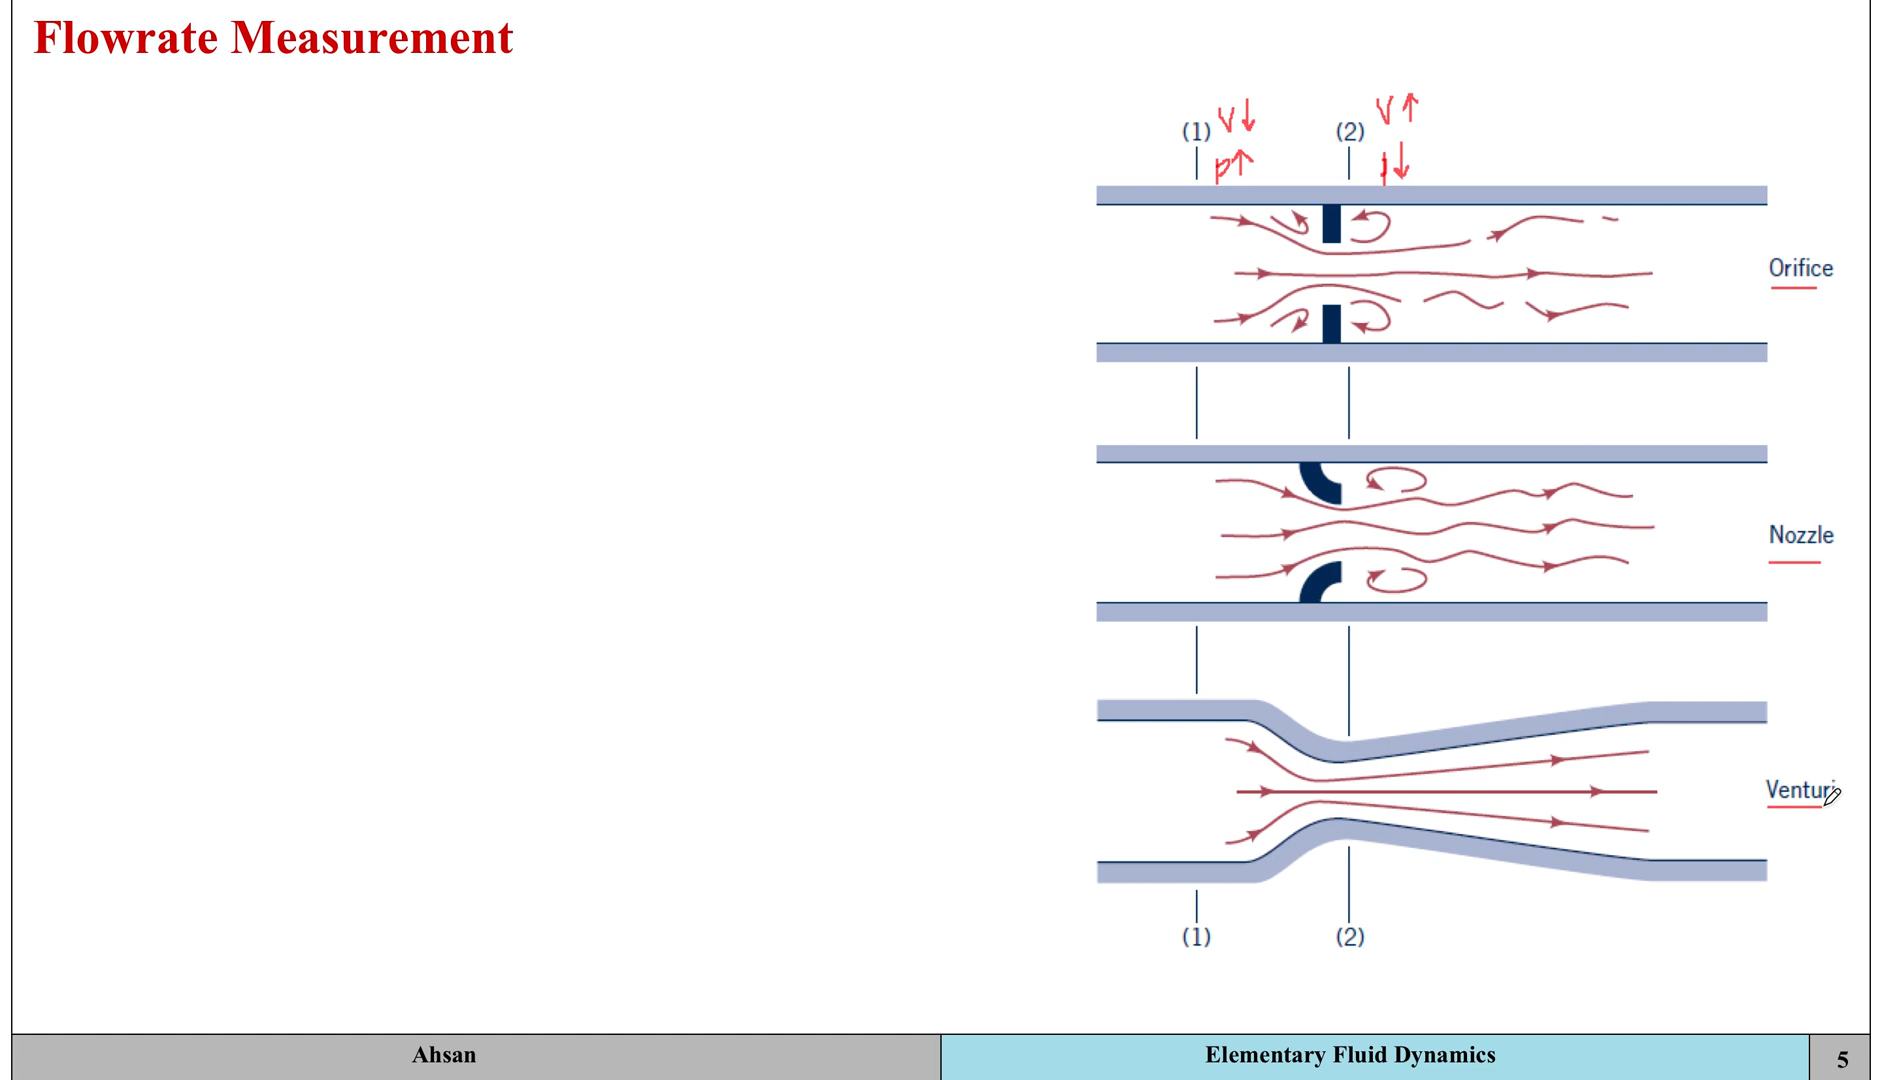 Flowrate Measurement
(1) V↓ (2) V↑
p↑ p↓
Orifice
Nozzle
Venturi
(1) (2)
Ahsan Elementary Fluid Dynamics 5